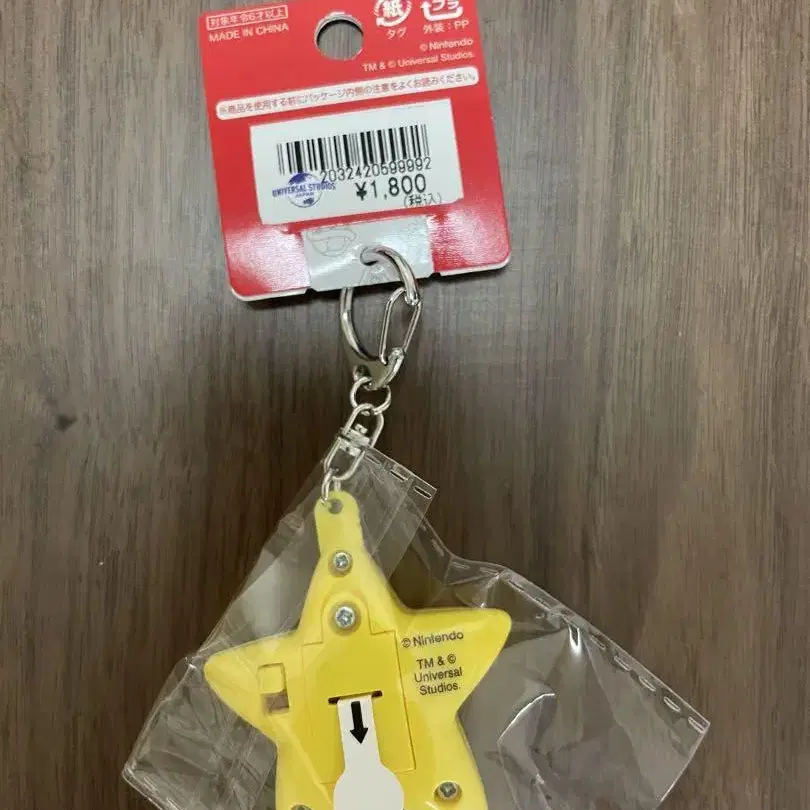 対象年令6才以上
MADE IN CHINA
紙
タグ
プラ
外装：PP
© Nintendo
TM & © Universal Studios.
※商品を使用する前にパッケージ内側の注意をよくお読みください。
2032420599992
UNIVERSAL STUDIOS
JAPAN
¥1,800
(税込)
© Nintendo
TM & ©
Universal
Studios.